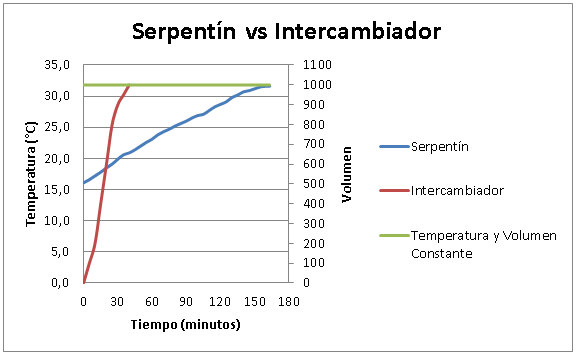 Serpentín vs Intercambiador
35,0
30,0
25,0
20,0
15,0
10,0
5,0
0,0
Temperatura (°C)
1100
1000
900
800
700
600
500
400
300
200
100
0
Volumen
0 30 60 90 120 150 180
Tiempo (minutos)
Serpentín
Intercambiador
Temperatura y Volumen
Constante